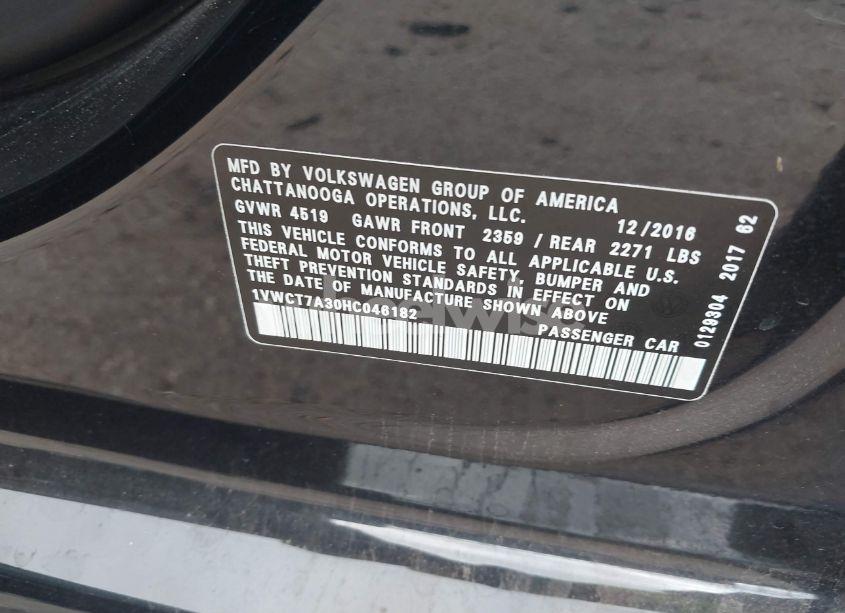 MFD BY VOLKSWAGEN GROUP OF AMERICA
CHATTANOOGA OPERATIONS, LLC. 12/2016
GVWR 4519 GAWR FRONT 2359 / REAR 2271 LBS
THIS VEHICLE CONFORMS TO ALL APPLICABLE U.S.
FEDERAL MOTOR VEHICLE SAFETY, BUMPER AND
THEFT PREVENTION STANDARDS IN EFFECT ON
THE DATE OF MANUFACTURE SHOWN ABOVE
1VWCT7A30HC046182 PASSENGER CAR
0129304 2017 62